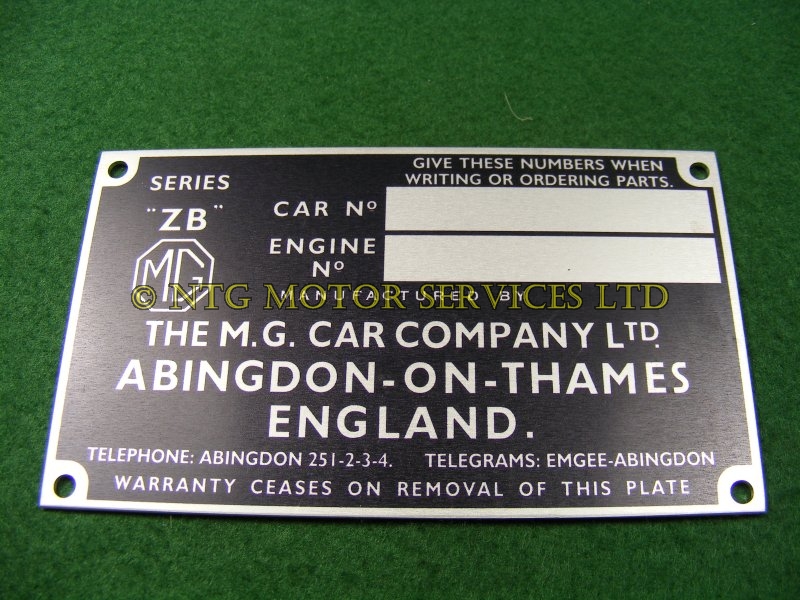 GIVE THESE NUMBERS WHEN
WRITING OR ORDERING PARTS.
SERIES
"ZB"
CAR Nº
ENGINE
Nº
MG
MANUFACTURED BY
© NTG MOTOR SERVICES LTD
THE M.G. CAR COMPANY LTD.
ABINGDON-ON-THAMES
ENGLAND.
TELEPHONE: ABINGDON 251-2-3-4. TELEGRAMS: EMGEE-ABINGDON
WARRANTY CEASES ON REMOVAL OF THIS PLATE